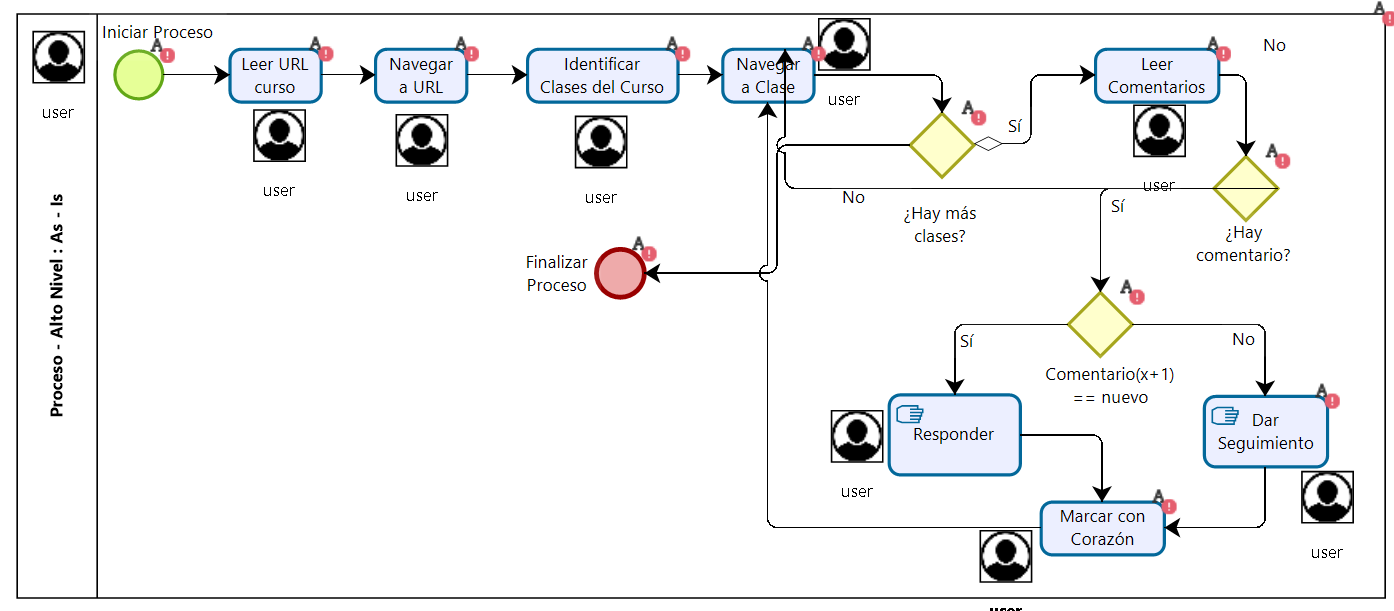 Iniciar Proceso
No
Leer URL
curso
Navegar
a URL
Identificar
Clases del Curso
Navegar
a Clase
Leer
Comentarios
user
user
user
user
user
user
Sí
¿Hay más
clases?
No
Sí
¿Hay
comentario?
Proceso - Alto Nivel : As - Is
Finalizar
Proceso
Sí
No
Comentario(x+1)
== nuevo
Responder
Dar
Seguimiento
user
Marcar con
Corazón
user
user